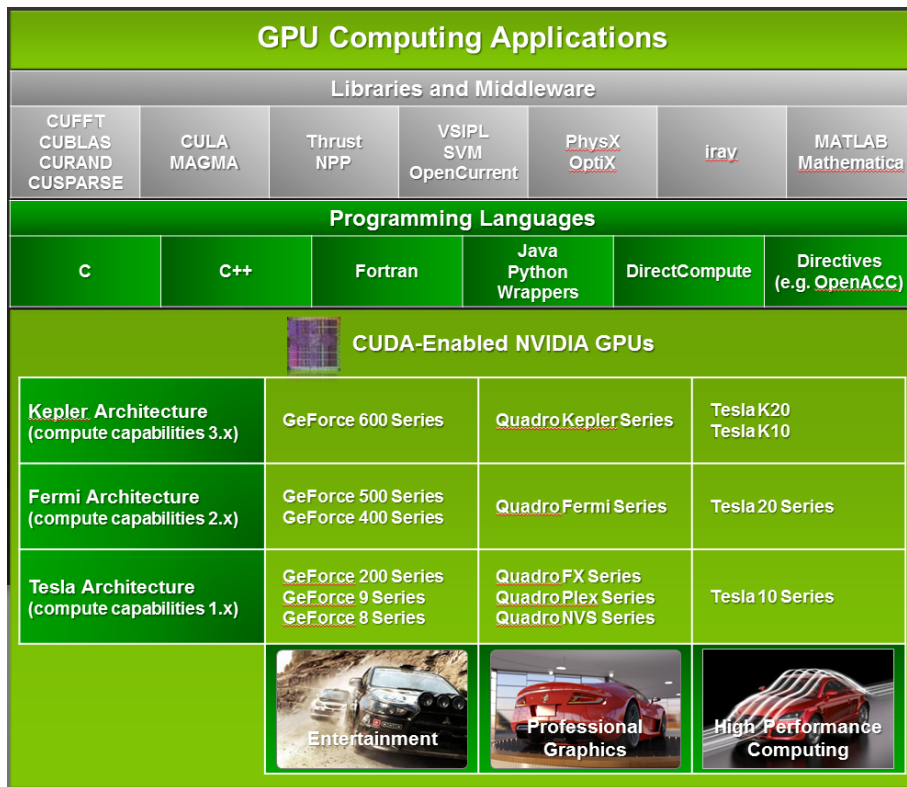 GPU Computing Applications
Libraries and Middleware
CUFFT
CUBLAS
CURAND
CUSPARSE
CULA
MAGMA
Thrust
NPP
VSIPL
SVM
OpenCurrent
PhysX
OptiX
iray
MATLAB
Mathematica
Programming Languages
C
C++
Fortran
Java
Python
Wrappers
DirectCompute
Directives
(e.g. OpenACC)
CUDA-Enabled NVIDIA GPUs
Kepler Architecture
(compute capabilities 3.x)
GeForce 600 Series
Quadro Kepler Series
Tesla K20
Tesla K10
Fermi Architecture
(compute capabilities 2.x)
GeForce 500 Series
GeForce 400 Series
Quadro Fermi Series
Tesla 20 Series
Tesla Architecture
(compute capabilities 1.x)
GeForce 200 Series
GeForce 9 Series
GeForce 8 Series
Quadro FX Series
Quadro Plex Series
Quadro NVS Series
Tesla 10 Series
Entertainment
Professional
Graphics
High Performance
Computing